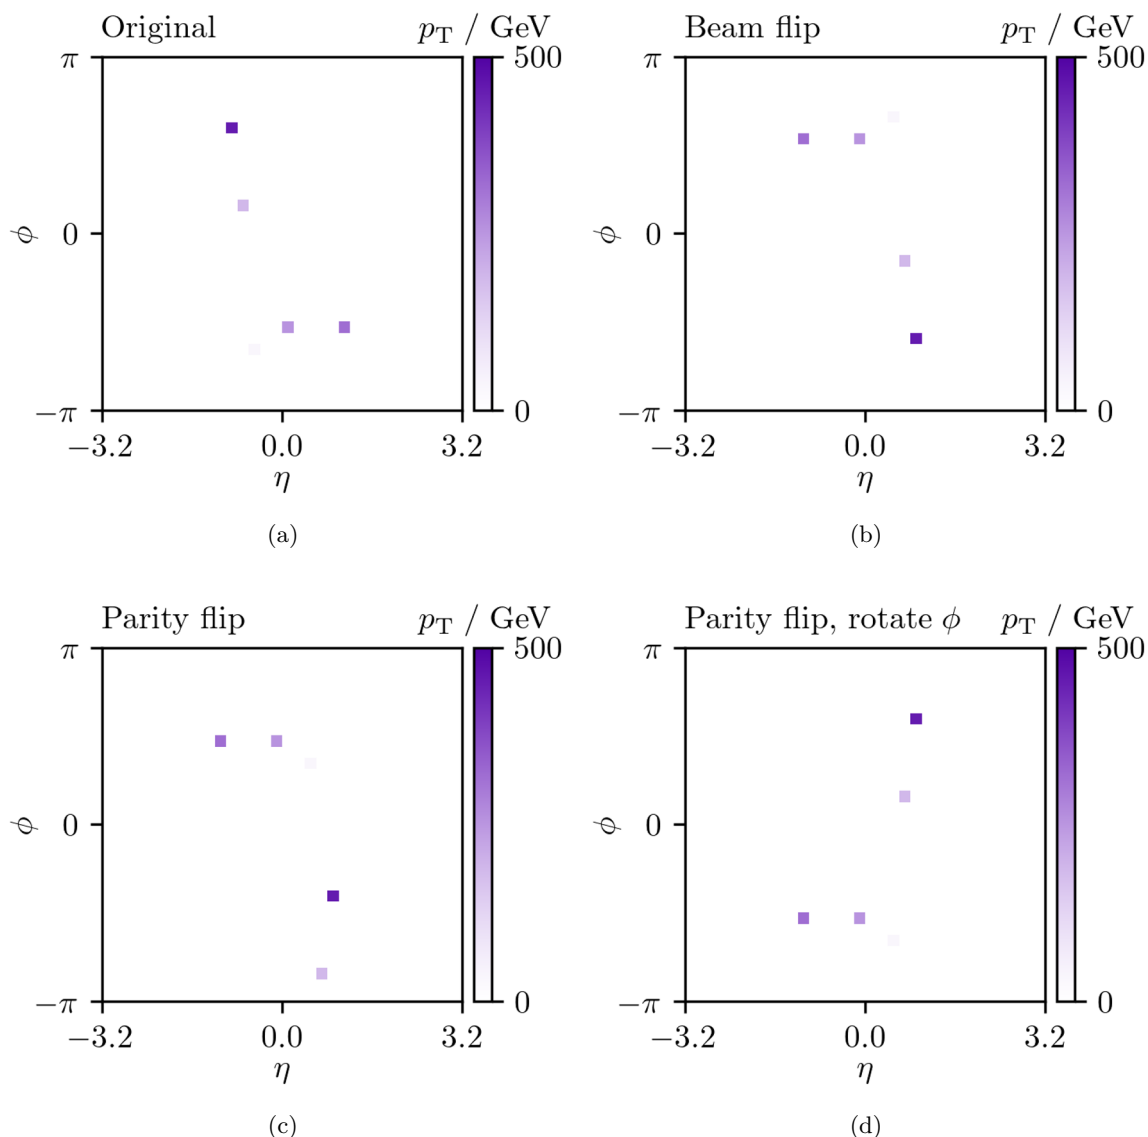 Original p_T / GeV
π 500
ϕ 0
−π 0
−3.2 0.0 3.2
η
(a)
Beam flip p_T / GeV
π 500
ϕ 0
−π 0
−3.2 0.0 3.2
η
(b)
Parity flip p_T / GeV
π 500
ϕ 0
−π 0
−3.2 0.0 3.2
η
(c)
Parity flip, rotate ϕ p_T / GeV
π 500
ϕ 0
−π 0
−3.2 0.0 3.2
η
(d)